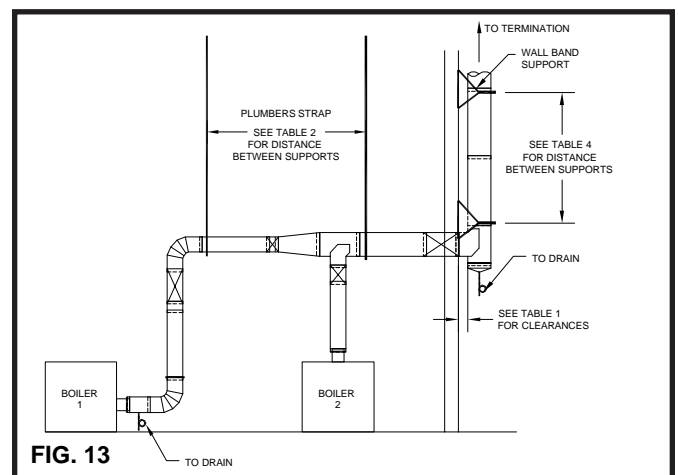 TO TERMINATION
WALL BAND
SUPPORT
PLUMBERS STRAP
SEE TABLE 2
FOR DISTANCE
BETWEEN SUPPORTS
SEE TABLE 4
FOR DISTANCE
BETWEEN SUPPORTS
TO DRAIN
SEE TABLE 1
FOR CLEARANCES
BOILER
1
BOILER
2
FIG. 13
TO DRAIN